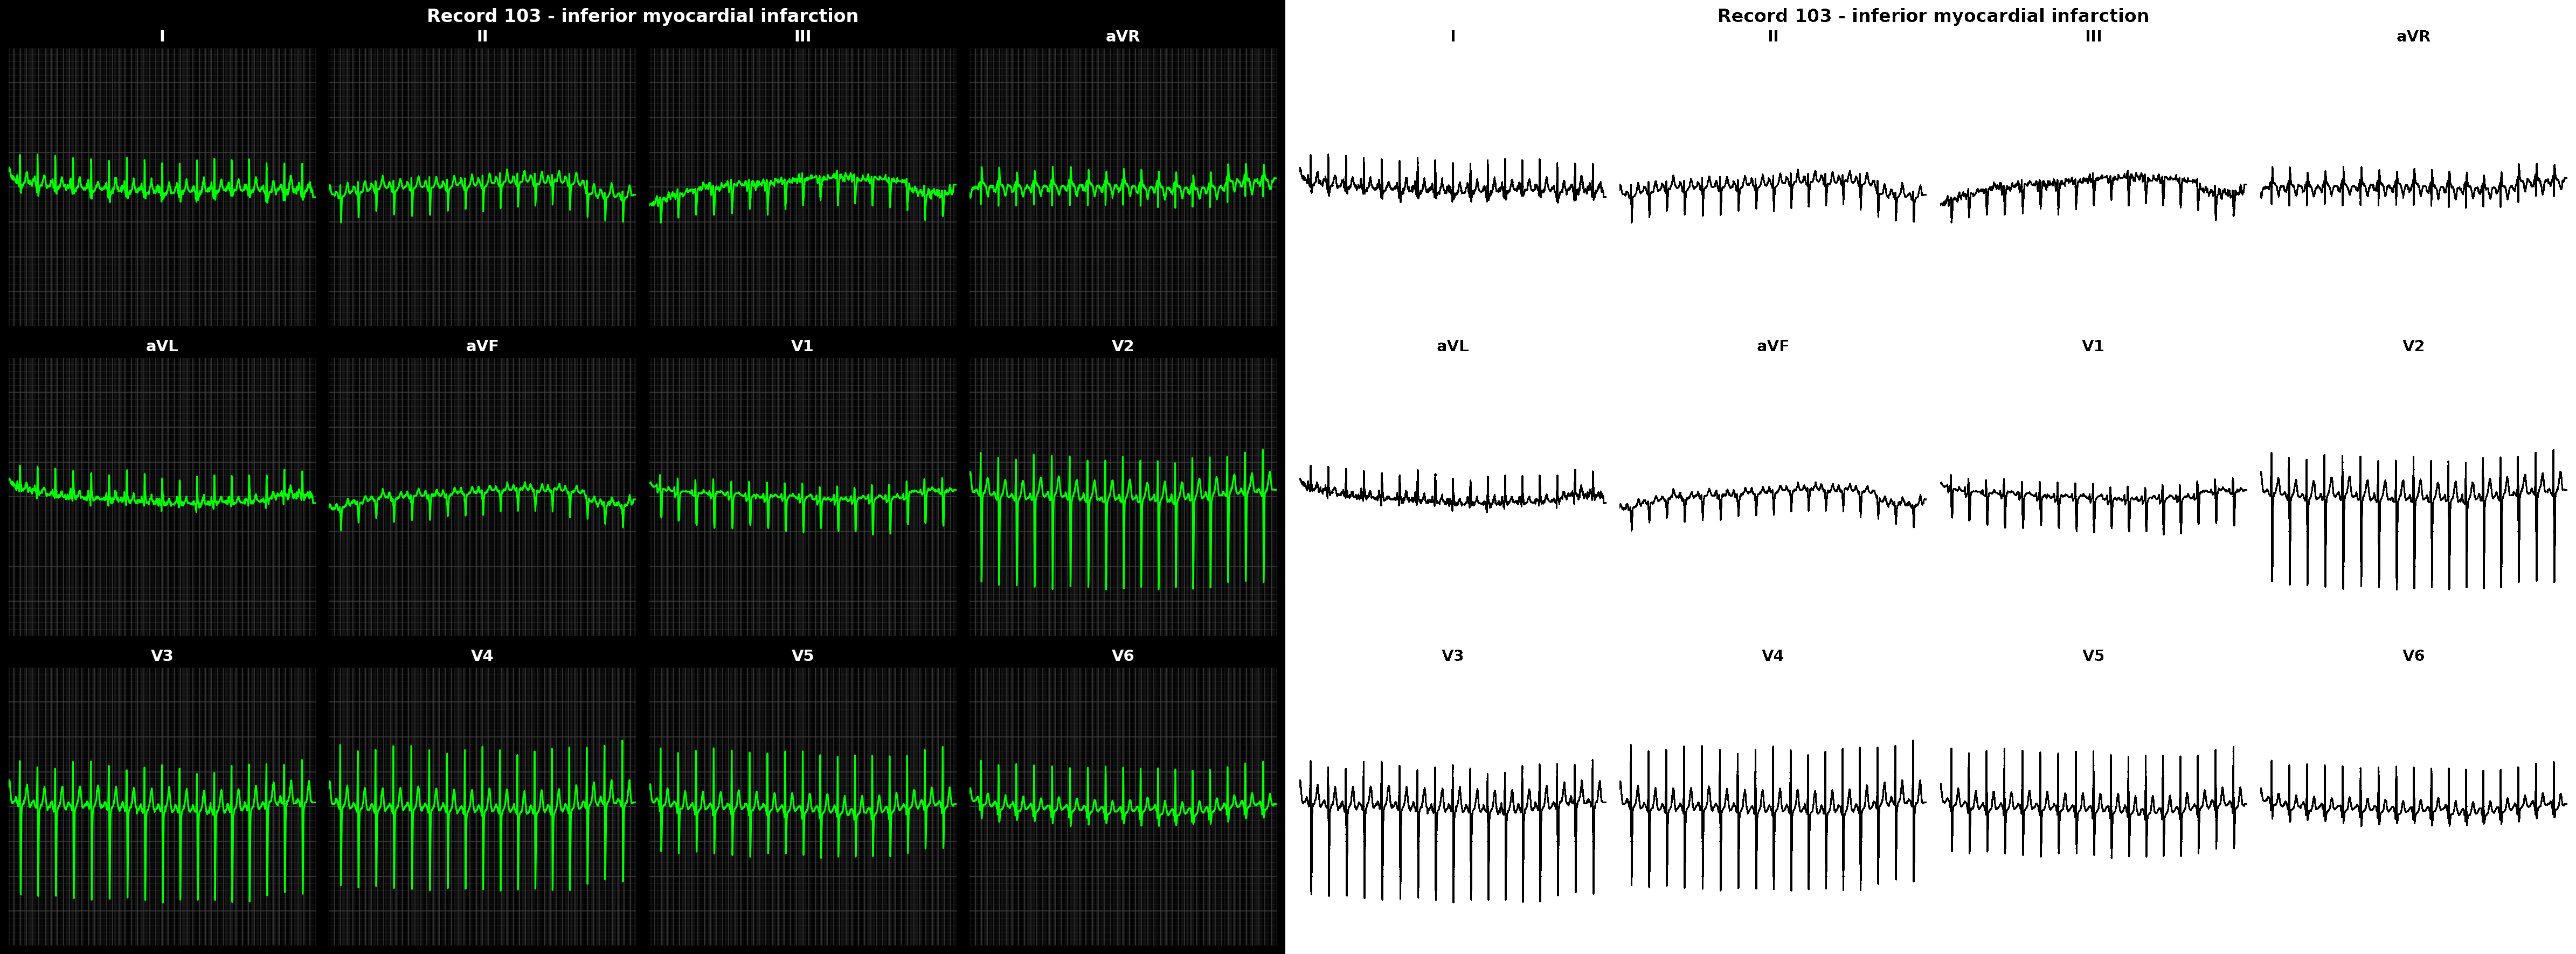 Record 103 - inferior myocardial infarction
I II III aVR
aVL aVF V1 V2
V3 V4 V5 V6
Record 103 - inferior myocardial infarction
I II III aVR
aVL aVF V1 V2
V3 V4 V5 V6